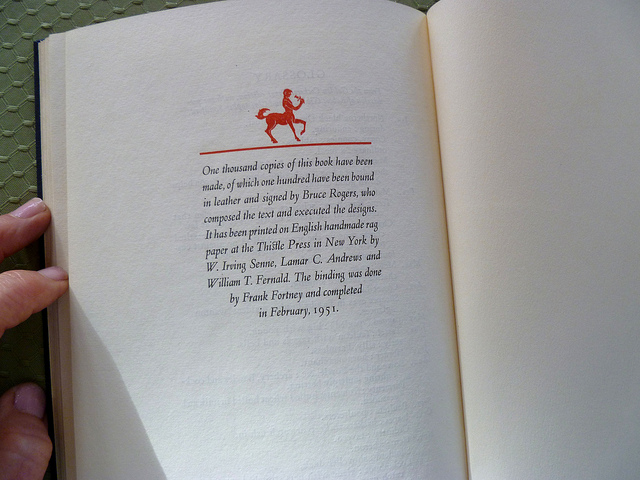 One thousand copies of this book have been
made, of which one hundred have been bound
in leather and signed by Bruce Rogers, who
composed the text and executed the designs.
It has been printed on English handmade rag
paper at the Thistle Press in New York by
W. Irving Senne, Lamar C. Andrews and
William T. Fernald. The binding was done
by Frank Fortney and completed
in February, 1951.